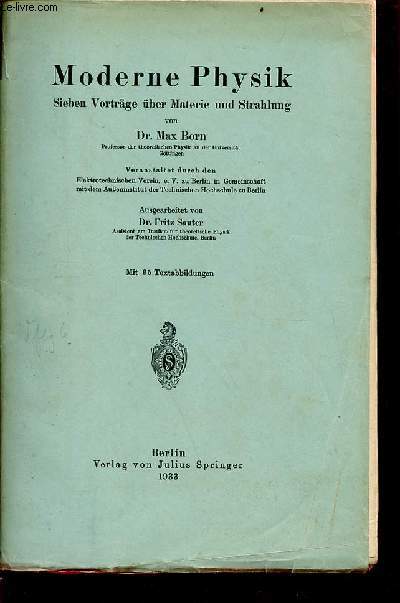 le-livre.com
Moderne Physik
Sieben Vorträge über Materie und Strahlung
von
Dr. Max Born
Professor der theoretischen Physik an der Universität
Göttingen
Veranstaltet durch den
Elektrotechnischen Verein, e. V. zu Berlin, in Gemeinschaft
mit dem Außeninstitut der Technischen Hochschule zu Berlin
Ausgearbeitet von
Dr. Fritz Sauter
Assistent am Institut für theoretische Physik
der Technischen Hochschule, Berlin
Mit 95 Textabbildungen
Berlin
Verlag von Julius Springer
1933